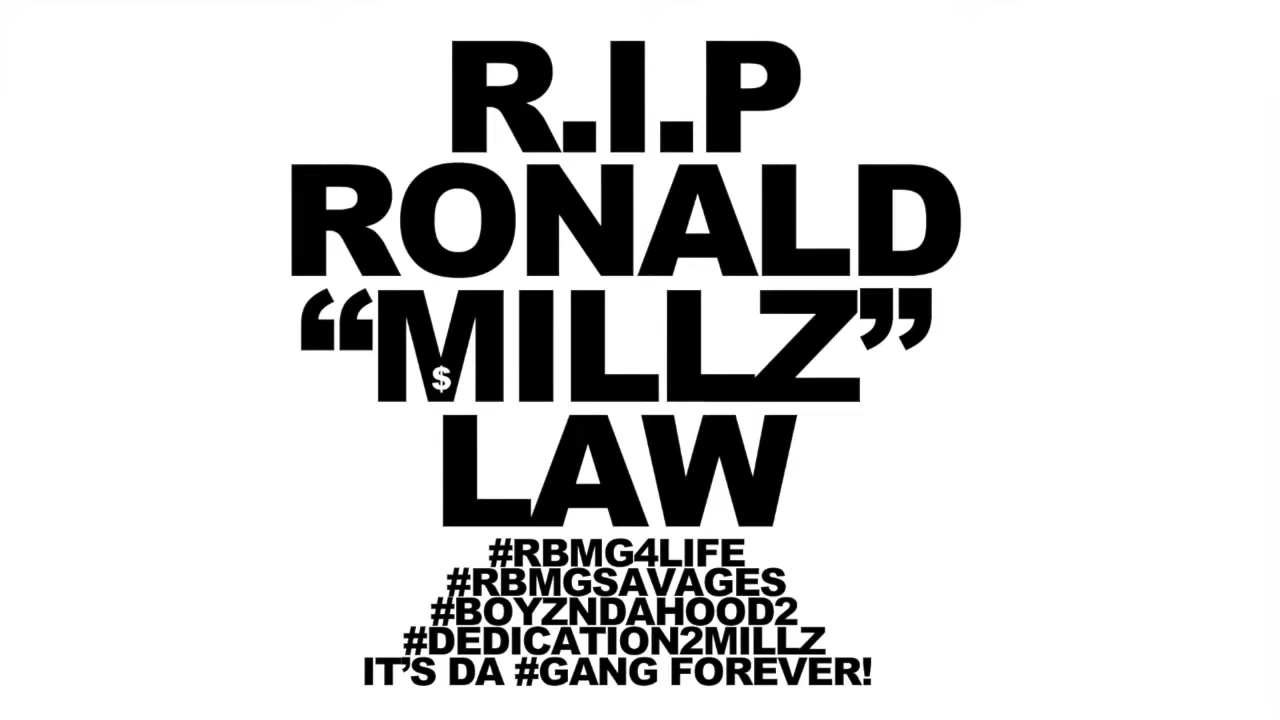 R.I.P
RONALD
“MILLZ”
$
LAW
#RBMG4LIFE
#RBMGSAVAGES
#BOYZNDAHOOD2
#DEDICATION2MILLZ
IT’S DA #GANG FOREVER!